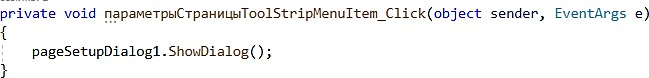 private void параметрыСтраницыToolStripMenuItem_Click(object sender, EventArgs e)
{
pageSetupDialog1.ShowDialog();
}